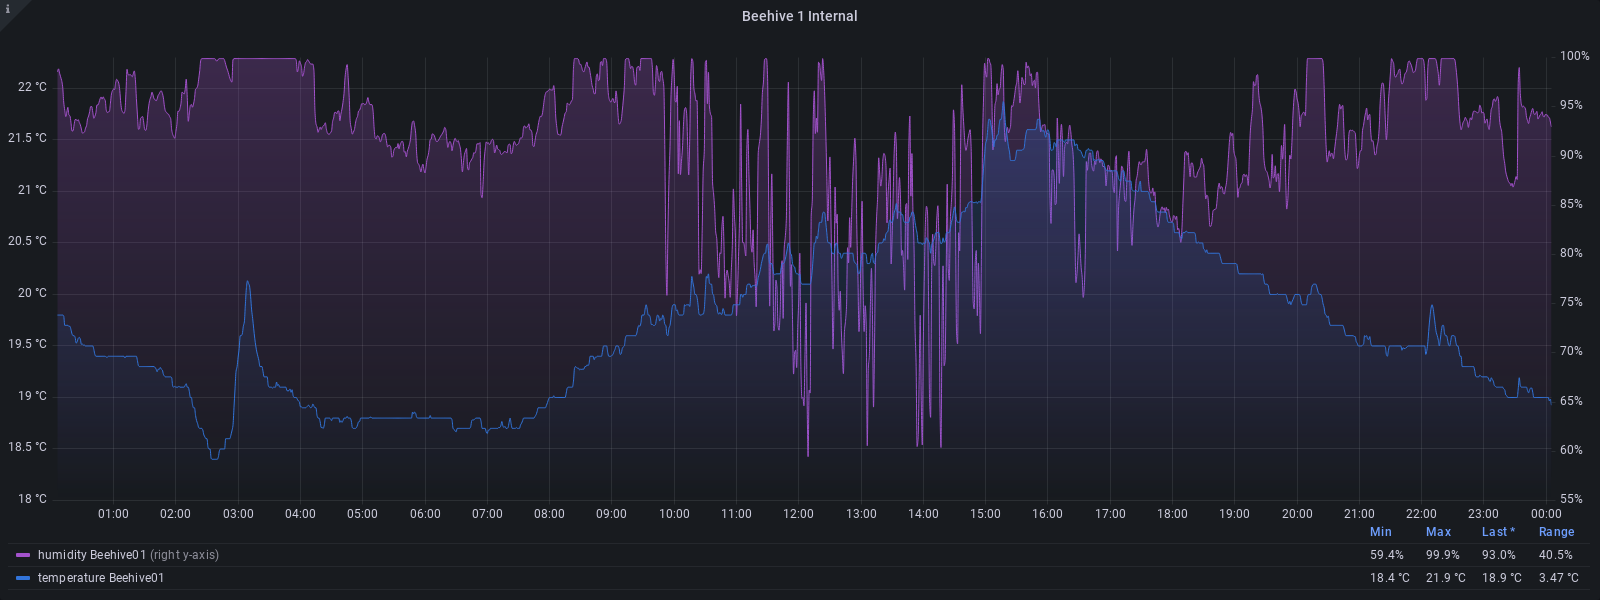 i
Beehive 1 Internal
22 °C
21.5 °C
21 °C
20.5 °C
20 °C
19.5 °C
19 °C
18.5 °C
18 °C
100%
95%
90%
85%
80%
75%
70%
65%
60%
55%
01:00 02:00 03:00 04:00 05:00 06:00 07:00 08:00 09:00 10:00 11:00 12:00 13:00 14:00 15:00 16:00 17:00 18:00 19:00 20:00 21:00 22:00 23:00 00:00
Min Max Last * Range
humidity Beehive01 (right y-axis) 59.4% 99.9% 93.0% 40.5%
temperature Beehive01 18.4 °C 21.9 °C 18.9 °C 3.47 °C